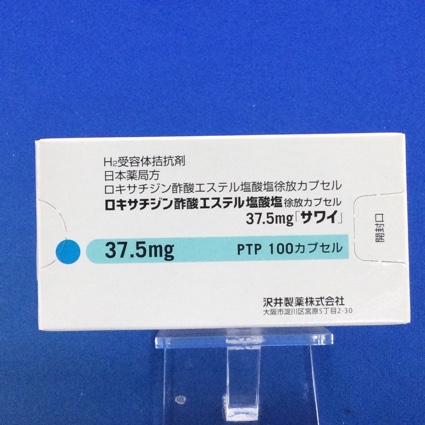 H₂受容体拮抗剤
日本薬局方
ロキサチジン酢酸エステル塩酸塩徐放カプセル
ロキサチジン酢酸エステル塩酸塩徐放カプセル
37.5mg「サワイ」
37.5mg PTP 100カプセル
開封口
沢井製薬株式会社
大阪市淀川区宮原5丁目2-30